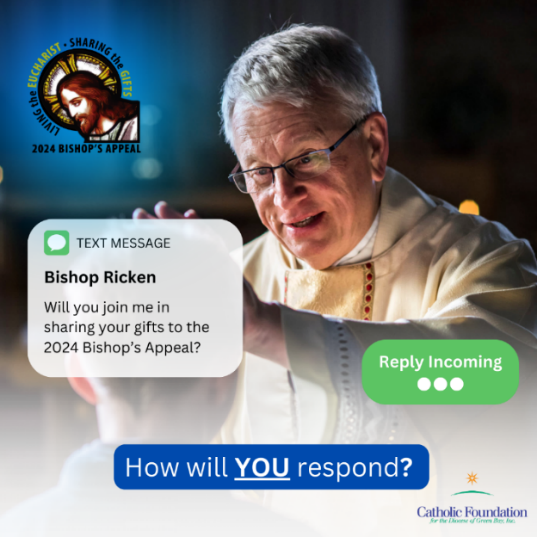 LIVING the EUCHARIST • SHARING the GIFTS
2024 BISHOP'S APPEAL
TEXT MESSAGE
Bishop Ricken
Will you join me in
sharing your gifts to the
2024 Bishop's Appeal?
Reply Incoming
How will YOU respond?
Catholic Foundation
for the Diocese of Green Bay, Inc.